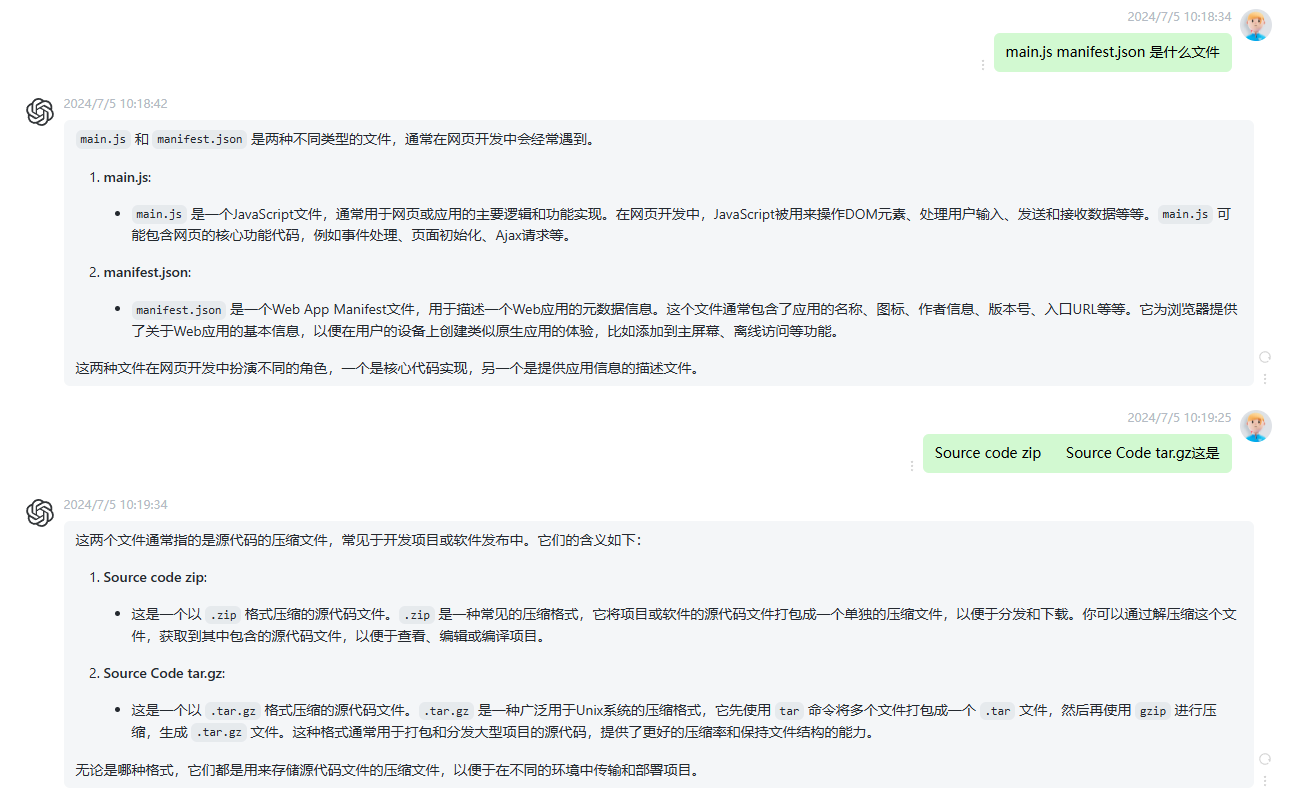 2024/7/5 10:18:34
main.js manifest.json 是什么文件
2024/7/5 10:18:42
main.js 和 manifest.json 是两种不同类型的文件，通常在网页开发中会经常遇到。
1. main.js:
• main.js 是一个JavaScript文件，通常用于网页或应用的主要逻辑和功能实现。在网页开发中，JavaScript被用来操作DOM元素、处理用户输入、发送和接收数据等等。 main.js 可
能包含网页的核心功能代码，例如事件处理、页面初始化、Ajax请求等。
2. manifest.json:
• manifest.json 是一个Web App Manifest文件，用于描述一个Web应用的元数据信息。这个文件通常包含了应用的名称、图标、作者信息、版本号、入口URL等等。它为浏览器提供
了关于Web应用的基本信息，以便在用户的设备上创建类似原生应用的体验，比如添加到主屏幕、离线访问等功能。
这两种文件在网页开发中扮演不同的角色，一个是核心代码实现，另一个是提供应用信息的描述文件。
2024/7/5 10:19:25
Source code zip Source Code tar.gz这是
2024/7/5 10:19:34
这两个文件通常指的是源代码的压缩文件，常见于开发项目或软件发布中。它们的含义如下：
1. Source code zip:
• 这是一个以 .zip 格式压缩的源代码文件。 .zip 是一种常见的压缩格式，它将项目或软件的源代码文件打包成一个单独的压缩文件，以便于分发和下载。你可以通过解压缩这个文
件，获取到其中包含的源代码文件，以便于查看、编辑或编译项目。
2. Source Code tar.gz:
• 这是一个以 .tar.gz 格式压缩的源代码文件。 .tar.gz 是一种广泛用于Unix系统的压缩格式，它先使用 tar 命令将多个文件打包成一个 .tar 文件，然后再使用 gzip 进行压
缩，生成 .tar.gz 文件。这种格式通常用于打包和分发大型项目的源代码，提供了更好的压缩率和保持文件结构的能力。
无论是哪种格式，它们都是用来存储源代码文件的压缩文件，以便于在不同的环境中传输和部署项目。